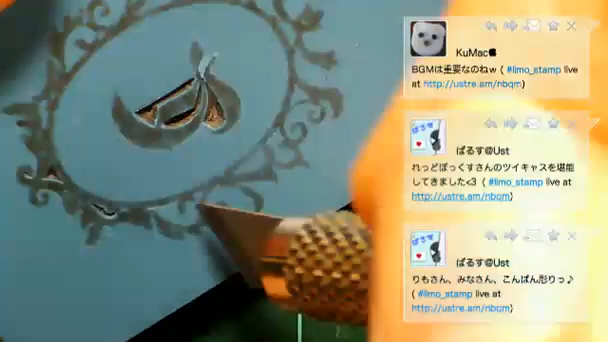 KuMac
BGMは重要なのねw ( #limo_stamp live
at http://ustre.am/nbqm)
ぱるす@Ust
れっどぼっくすさんのツイキャスを堪能
してきました<3 ( #limo_stamp live at
http://ustre.am/nbqm)
ぱるす@Ust
りもさん、みなさん、こんばん彫りっ♪
( #limo_stamp live at
http://ustre.am/nbqm)